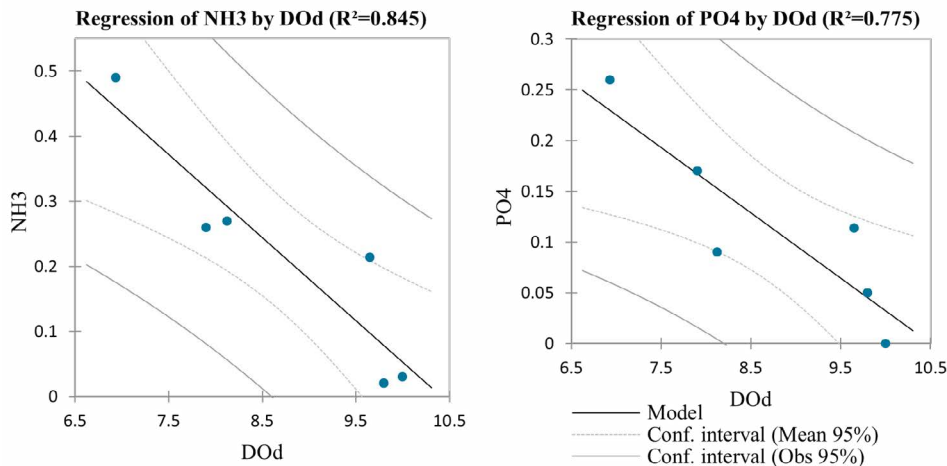 Regression of NH3 by DOd (R²=0.845)
0.5
0.4
0.3
0.2
0.1
0
NH3
6.5 7.5 8.5 9.5 10.5
DOd
Regression of PO4 by DOd (R²=0.775)
0.3
0.25
0.2
0.15
0.1
0.05
0
PO4
6.5 7.5 8.5 9.5 10.5
DOd
Model
Conf. interval (Mean 95%)
Conf. interval (Obs 95%)